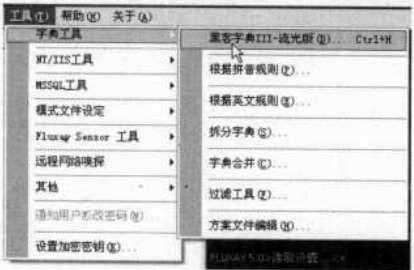 工具(T) 帮助(H) 关于(A)
字典工具
NT/IIS工具
MSSQL工具
模式文件设定
Fluxay Sensor 工具
远程网络嗅探
其他
通知用户修改密码(N)...
设置加密密钥(K)...
黑客字典III-流光版(D)... Ctrl+H
根据拼音规则(P)...
根据英文规则(E)...
拆分字典(S)...
字典合并(C)...
过滤工具(T)...
方案文件编辑(M)...